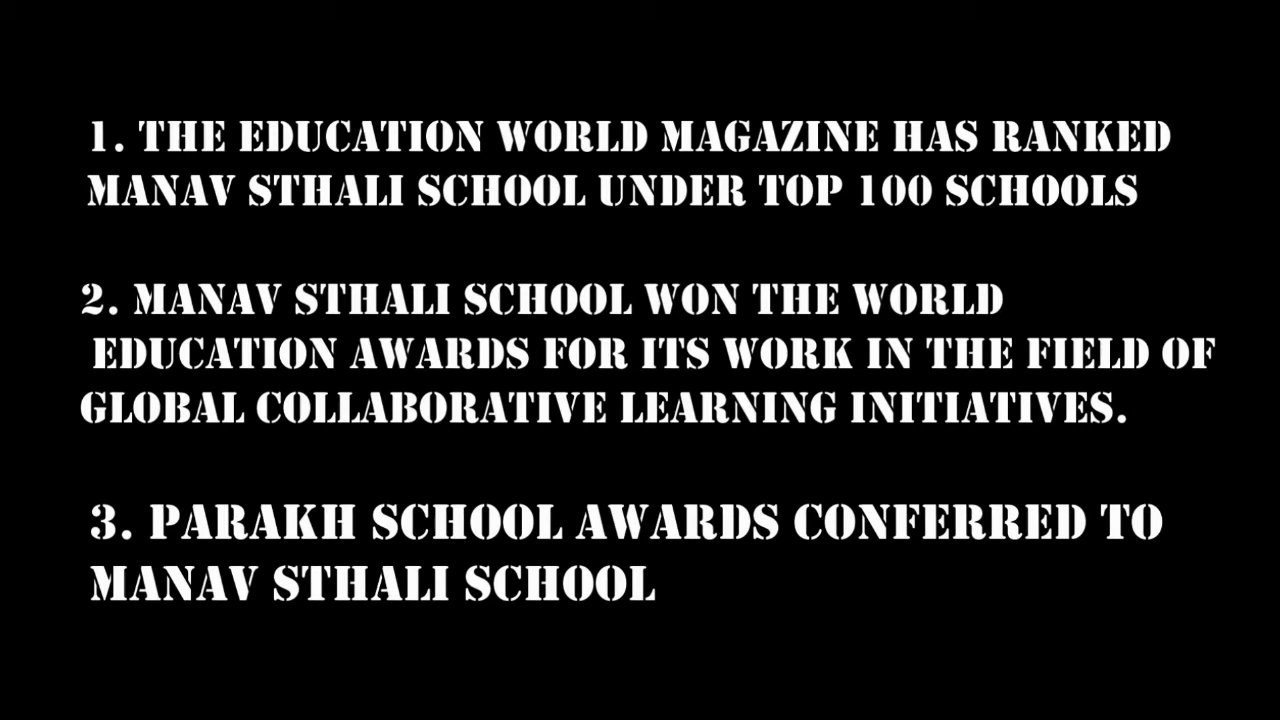 1. THE EDUCATION WORLD MAGAZINE HAS RANKED
MANAV STHALI SCHOOL UNDER TOP 100 SCHOOLS
2. MANAV STHALI SCHOOL WON THE WORLD
EDUCATION AWARDS FOR ITS WORK IN THE FIELD OF
GLOBAL COLLABORATIVE LEARNING INITIATIVES.
3. PARAKH SCHOOL AWARDS CONFERRED TO
MANAV STHALI SCHOOL